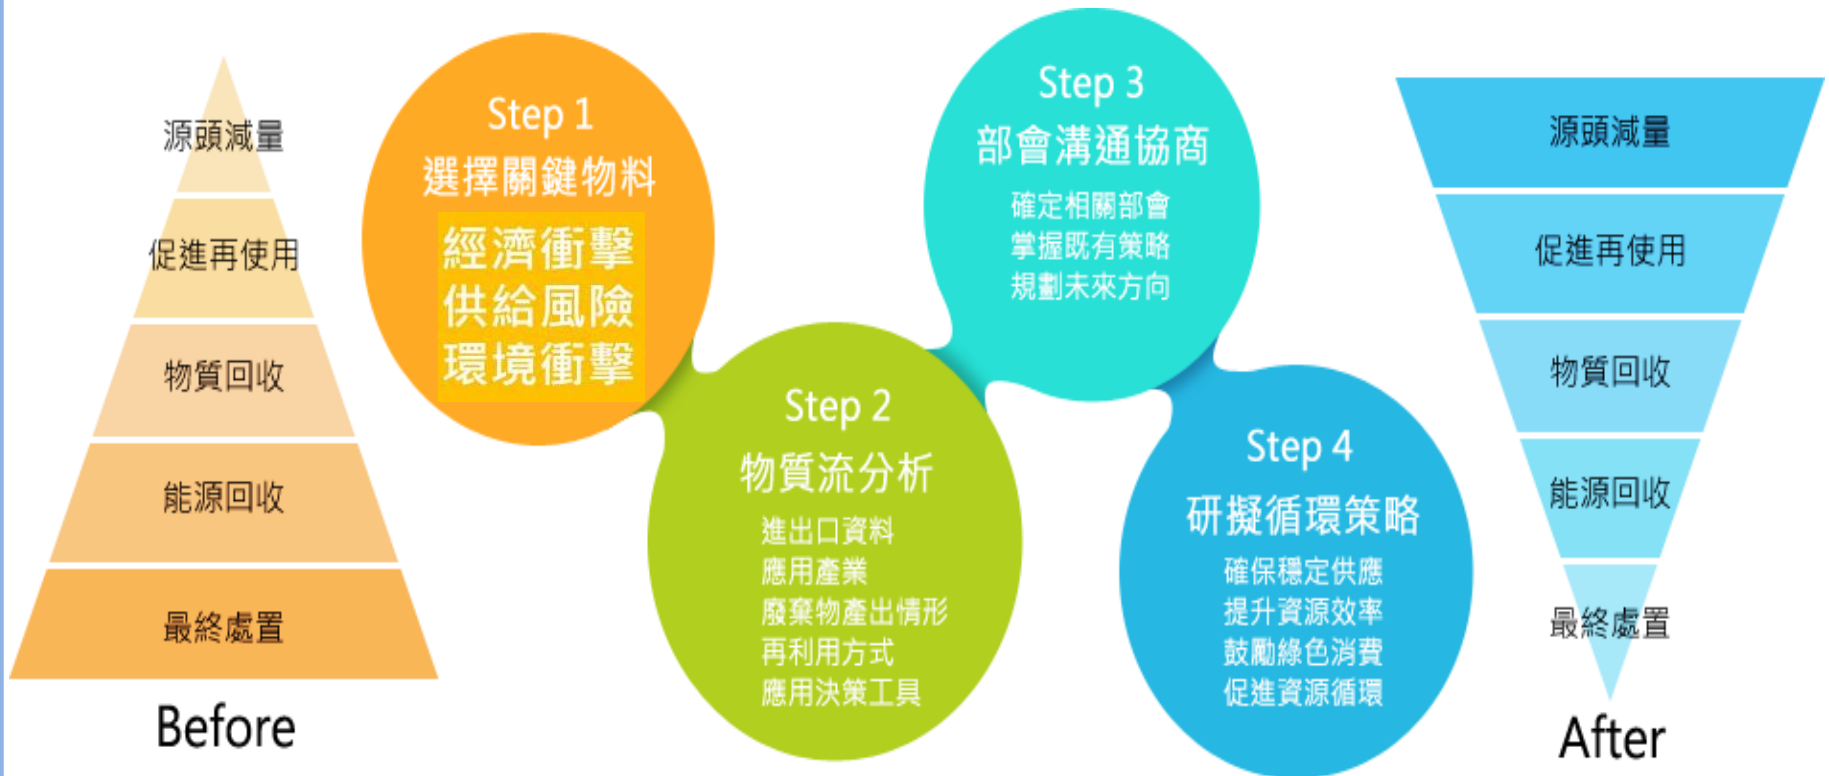 源頭減量
促進再使用
物質回收
能源回收
最終處置
Before
Step 1
選擇關鍵物料
經濟衝擊
供給風險
環境衝擊
Step 2
物質流分析
進出口資料
應用產業
廢棄物產出情形
再利用方式
應用決策工具
Step 3
部會溝通協商
確定相關部會
掌握既有策略
規劃未來方向
Step 4
研擬循環策略
確保穩定供應
提升資源效率
鼓勵綠色消費
促進資源循環
源頭減量
促進再使用
物質回收
能源回收
最終處置
After